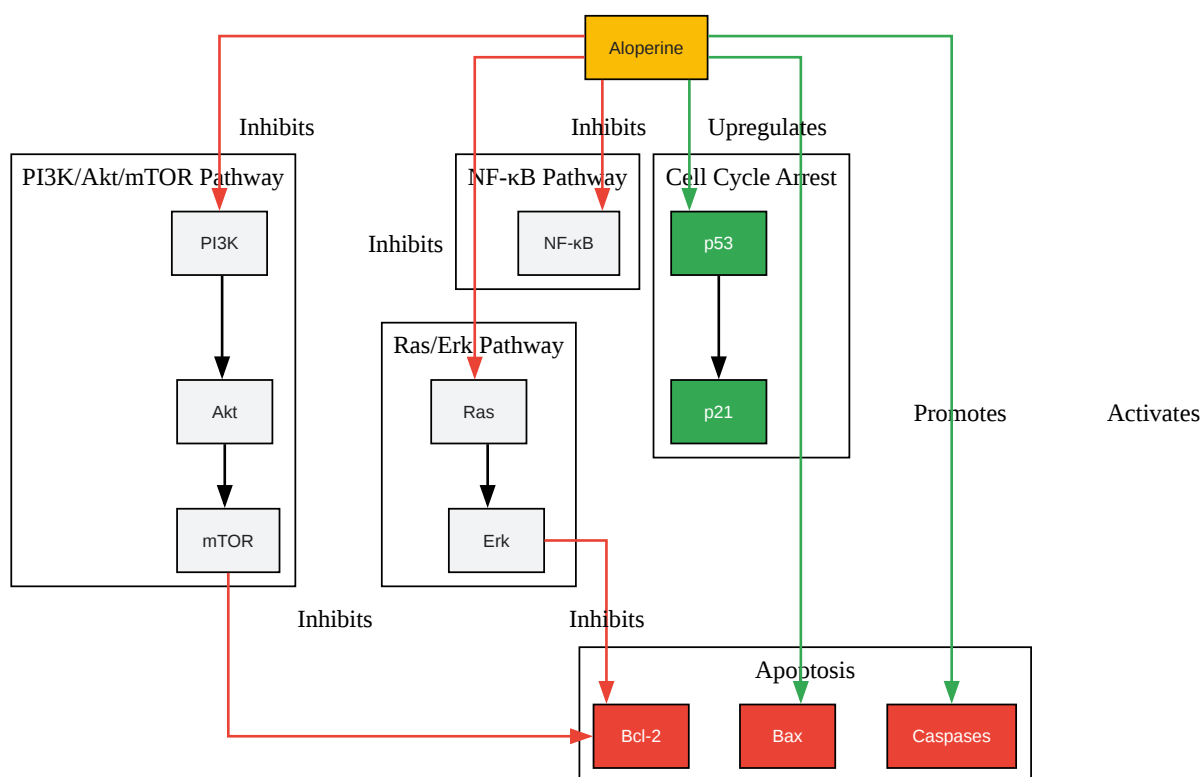 Aloperine
Inhibits
Inhibits
Upregulates
PI3K/Akt/mTOR Pathway
NF-κB Pathway
Cell Cycle Arrest
PI3K
Inhibits
NF-κB
p53
Ras/Erk Pathway
Akt
Ras
p21
Promotes
Activates
mTOR
Erk
Inhibits
Inhibits
Apoptosis
Bcl-2
Bax
Caspases